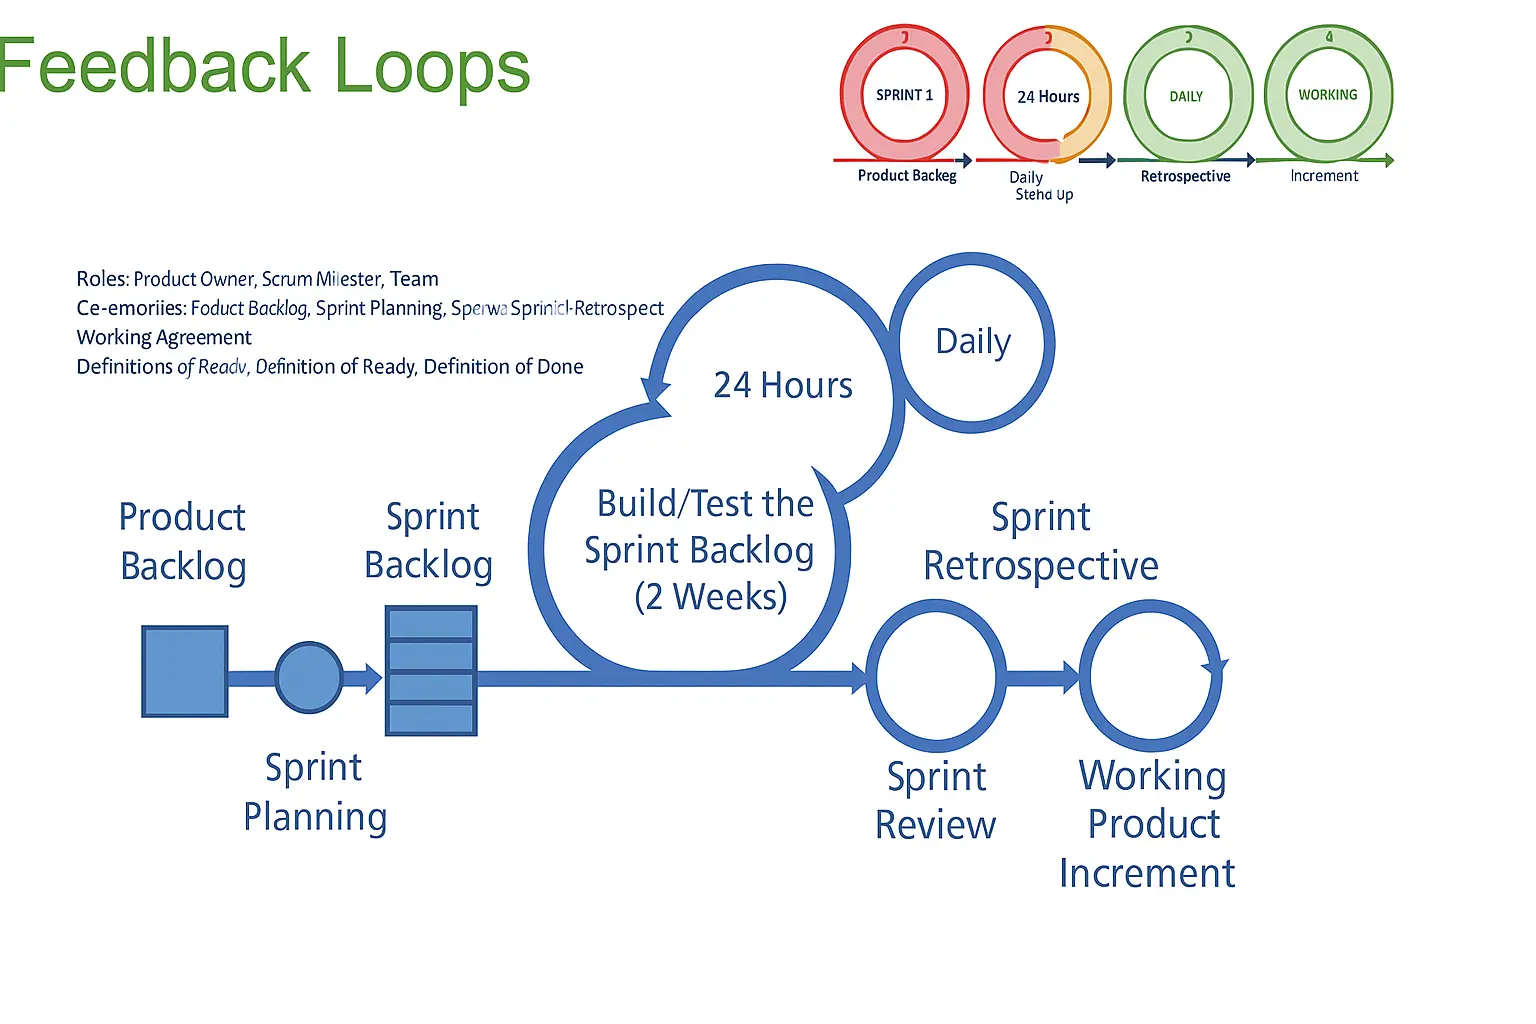 Feedback Loops
SPRINT 1
24 Hours
DAILY
WORKING
4
Product Backeg
Daily
Stehd Up
Retrospective
Increment
Roles: Product Owner, Scrum Milester, Team
Ce-emoriies: Foduct Backlog, Sprint Planning, Retrospect
Working Agreement
Definitions of Readv, Definition of Ready, Definition of Done
24 Hours
Daily
Build/Test the
Sprint Backlog
(2 Weeks)
Product
Backlog
Sprint
Backlog
Sprint
Retrospective
Sprint
Planning
Sprint
Review
Working
Product
Increment